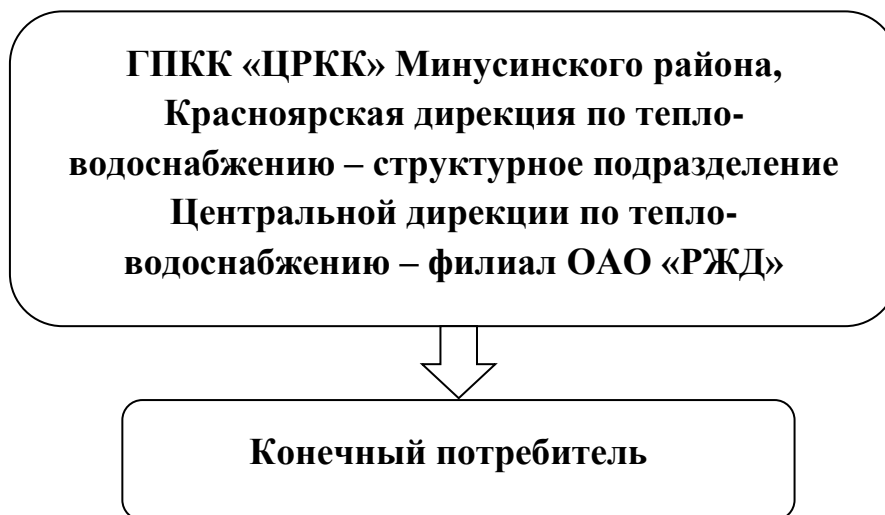 ГПКК «ЦРКК» Минусинского района,
Красноярская дирекция по тепло-
водоснабжению – структурное подразделение
Центральной дирекции по тепло-
водоснабжению – филиал ОАО «РЖД»
Конечный потребитель